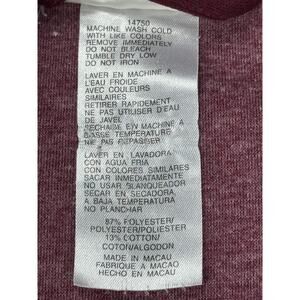 14750
MACHINE WASH COLD
WITH LIKE COLORS
REMOVE IMMEDIATELY
DO NOT BLEACH
TUMBLE DRY LOW
DO NOT IRON
LAVER EN MACHINE A
L'EAU FROIDE
AVEC COULEURS
SIMILAIRES
RETIRER RAPIDEMENT
NE PAS UTILISER D'EAU
DE JAVEL
SECHAGE EN MACHINE A
BASSE TEMPERATURE
NE PAS REPASSER
LAVAR EN LAVADORA
CON AGUA FRIA
CON COLORES SIMILARES
SACAR INMEDIATAMENTE
NO USAR BLANQUEADOR
SECAR EN SECADORA,
A BAJA TEMPERATURA
NO PLANCHAR
87% POLYESTER/
POLYESTER/POLIESTER
13% COTTON/
COTON/ALGODON
MADE IN MACAU
FABRIQUE A MACAO
HECHO EN MACAU